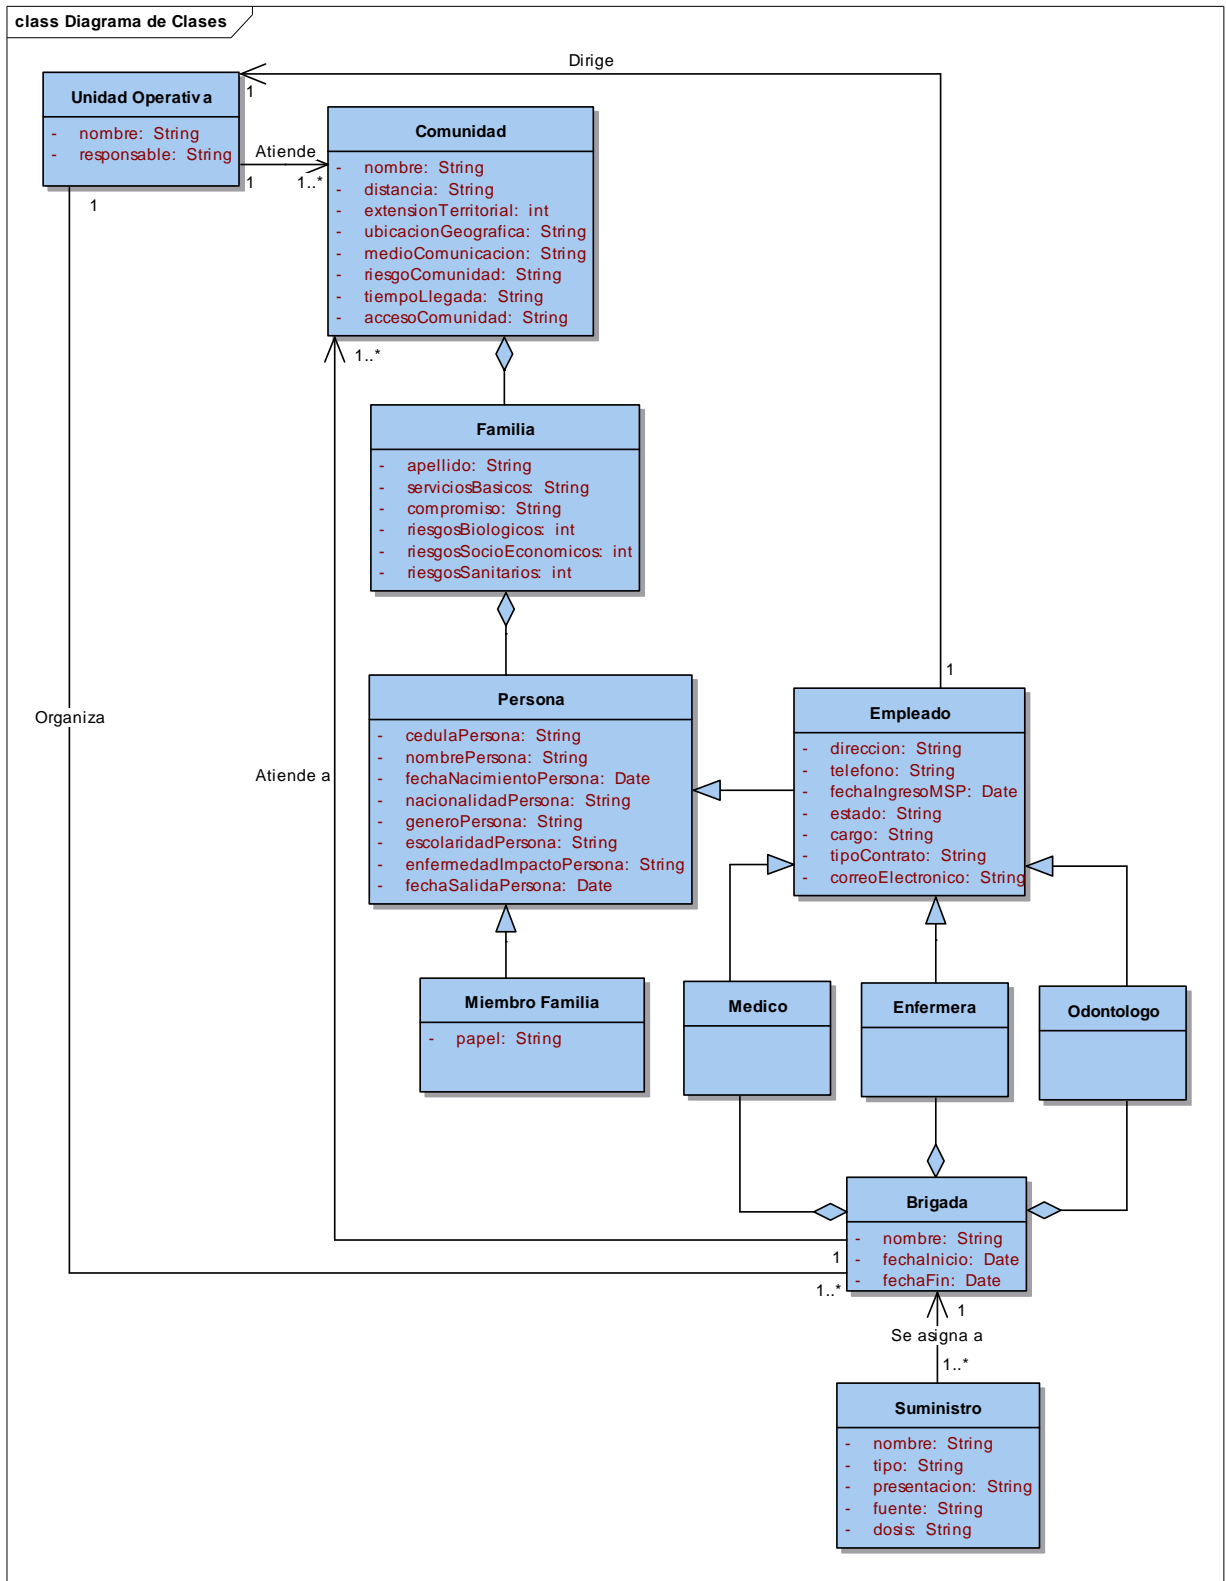 class Diagrama de Clases
Dirige
1
Unidad Operativa
- nombre: String
- responsable: String
Atiende
1
1..*
1
Comunidad
- nombre: String
- distancia: String
- extensionTerritorial: int
- ubicacionGeografica: String
- medioComunicacion: String
- riesgoComunidad: String
- tiempoLlegada: String
- accesoComunidad: String
1..*
Familia
- apellido: String
- serviciosBasicos: String
- compromiso: String
- riesgosBiologicos: int
- riesgosSocioEconomicos: int
- riesgosSanitarios: int
1
Organiza
Atiende a
Persona
- cedulaPersona: String
- nombrePersona: String
- fechaNacimientoPersona: Date
- nacionalidadPersona: String
- generoPersona: String
- escolaridadPersona: String
- enfermedadImpactoPersona: String
- fechaSalidaPersona: Date
Empleado
- direccion: String
- telefono: String
- fechaIngresoMSP: Date
- estado: String
- cargo: String
- tipoContrato: String
- correoElectronico: String
Miembro Familia
- papel: String
Medico
Enfermera
Odontologo
Brigada
- nombre: String
- fechaInicio: Date
- fechaFin: Date
1
1..*
1
Se asigna a
1..*
Suministro
- nombre: String
- tipo: String
- presentacion: String
- fuente: String
- dosis: String